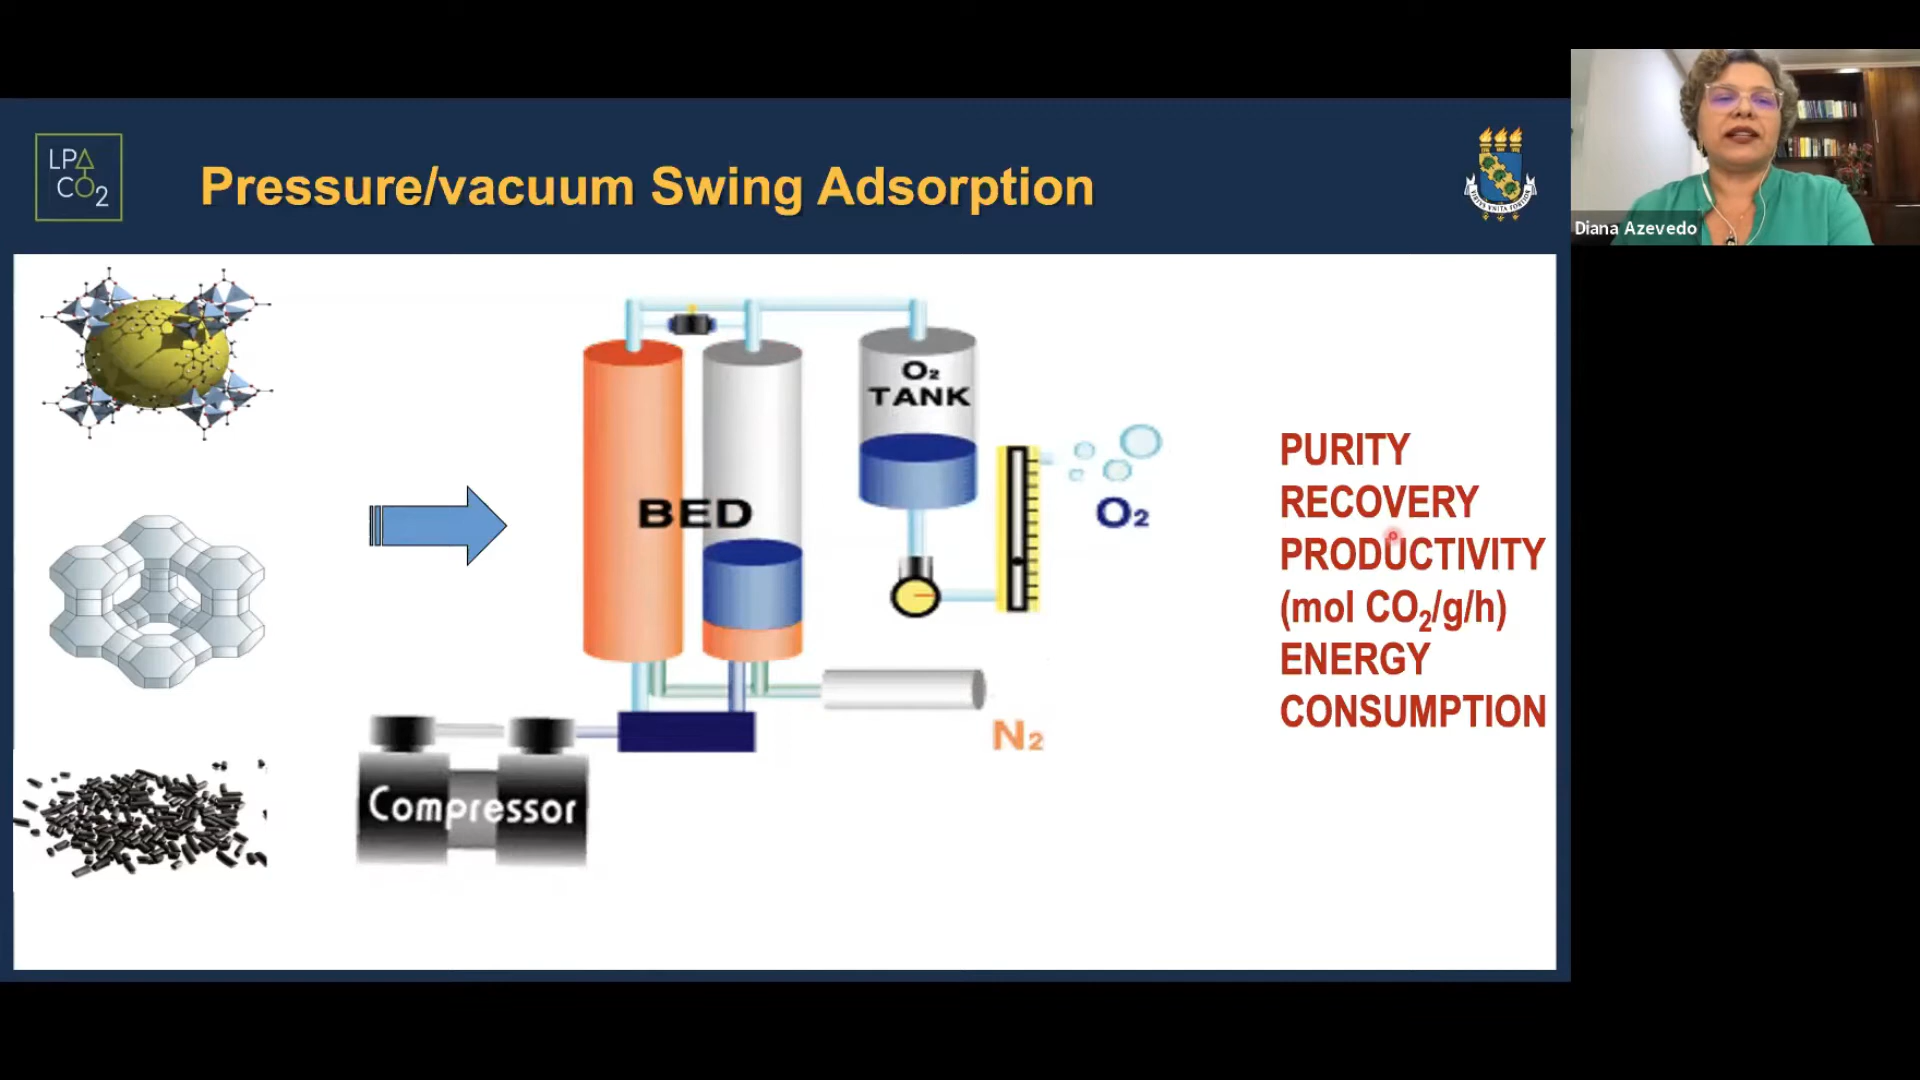 LPA
CO2
Pressure/vacuum Swing Adsorption
Diana Azevedo
O2
TANK
BED
O2
N2
Compressor
PURITY
RECOVERY
PRODUCTIVITY
(mol CO2/g/h)
ENERGY
CONSUMPTION